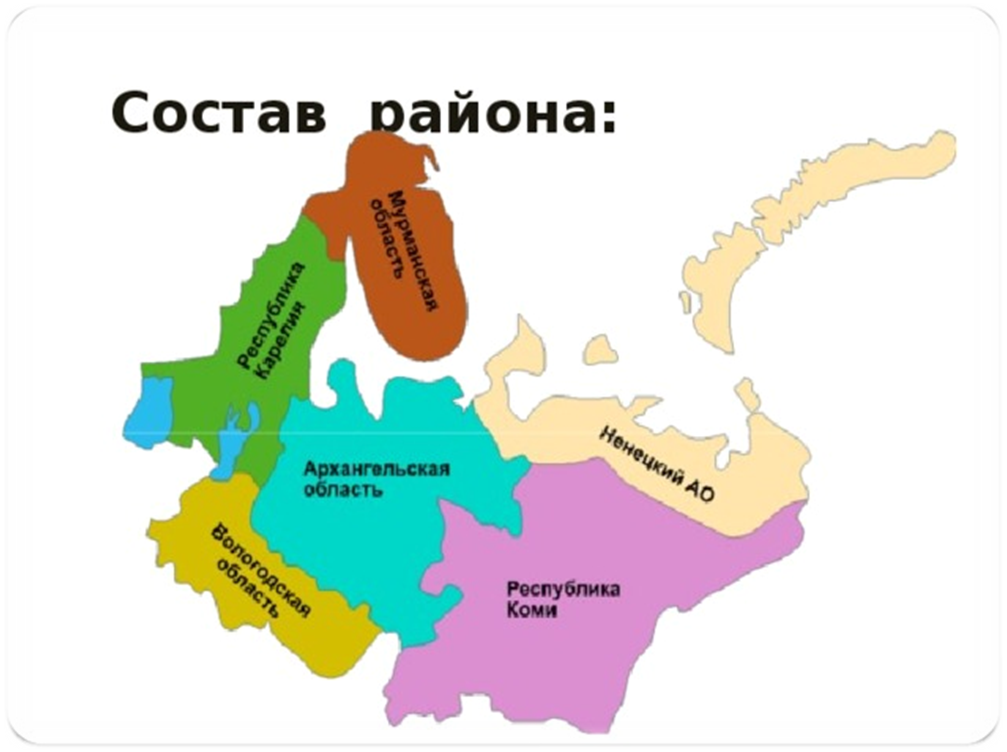 Состав района:
Мурманская
область
Республика
Карелия
Архангельская
область
Ненецкий АО
Вологодская
область
Республика
Коми